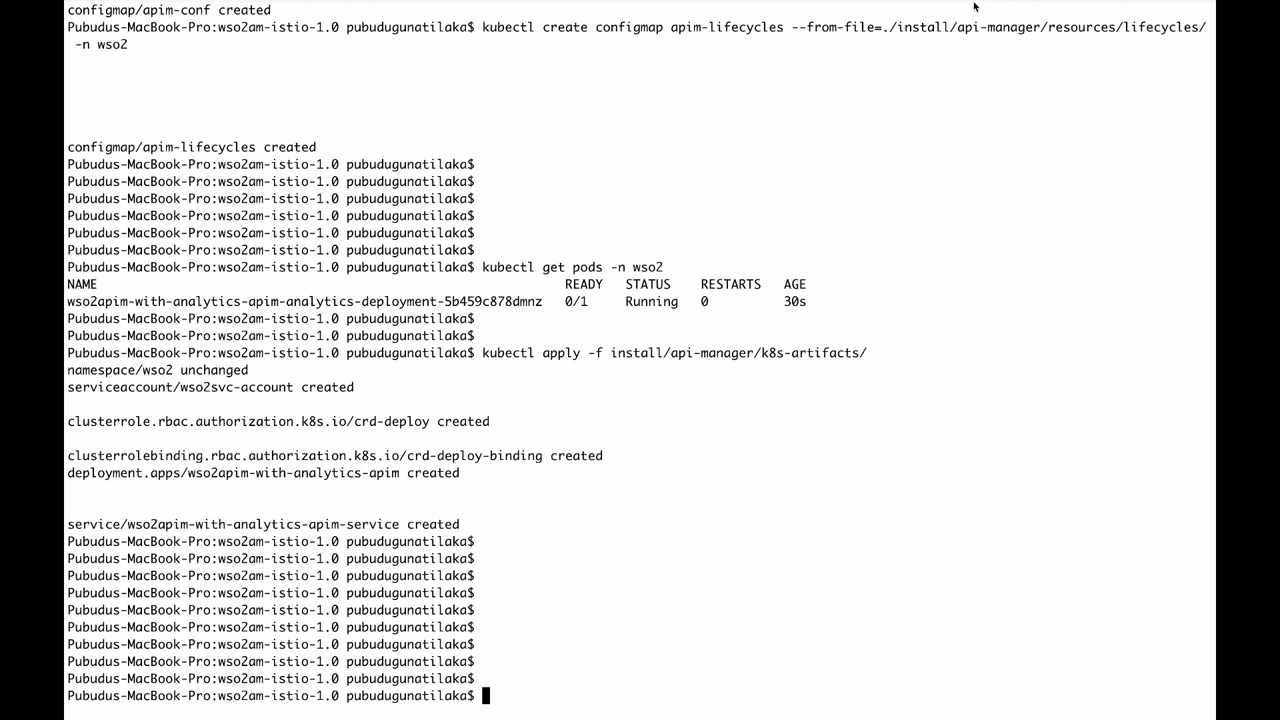 configmap/apim-conf created
Pubudus-MacBook-Pro:wso2am-istio-1.0 pubudugunatilaka$ kubectl create configmap apim-lifecycles --from-file=./install/api-manager/resources/lifecycles/
-n wso2
configmap/apim-lifecycles created
Pubudus-MacBook-Pro:wso2am-istio-1.0 pubudugunatilaka$
Pubudus-MacBook-Pro:wso2am-istio-1.0 pubudugunatilaka$
Pubudus-MacBook-Pro:wso2am-istio-1.0 pubudugunatilaka$
Pubudus-MacBook-Pro:wso2am-istio-1.0 pubudugunatilaka$
Pubudus-MacBook-Pro:wso2am-istio-1.0 pubudugunatilaka$
Pubudus-MacBook-Pro:wso2am-istio-1.0 pubudugunatilaka$
Pubudus-MacBook-Pro:wso2am-istio-1.0 pubudugunatilaka$ kubectl get pods -n wso2
NAME READY STATUS RESTARTS AGE
wso2apim-with-analytics-apim-analytics-deployment-5b459c878dmnz 0/1 Running 0 30s
Pubudus-MacBook-Pro:wso2am-istio-1.0 pubudugunatilaka$
Pubudus-MacBook-Pro:wso2am-istio-1.0 pubudugunatilaka$
Pubudus-MacBook-Pro:wso2am-istio-1.0 pubudugunatilaka$ kubectl apply -f install/api-manager/k8s-artifacts/
namespace/wso2 unchanged
serviceaccount/wso2svc-account created
clusterrole.rbac.authorization.k8s.io/crd-deploy created
clusterrolebinding.rbac.authorization.k8s.io/crd-deploy-binding created
deployment.apps/wso2apim-with-analytics-apim created
service/wso2apim-with-analytics-apim-service created
Pubudus-MacBook-Pro:wso2am-istio-1.0 pubudugunatilaka$
Pubudus-MacBook-Pro:wso2am-istio-1.0 pubudugunatilaka$
Pubudus-MacBook-Pro:wso2am-istio-1.0 pubudugunatilaka$
Pubudus-MacBook-Pro:wso2am-istio-1.0 pubudugunatilaka$
Pubudus-MacBook-Pro:wso2am-istio-1.0 pubudugunatilaka$
Pubudus-MacBook-Pro:wso2am-istio-1.0 pubudugunatilaka$
Pubudus-MacBook-Pro:wso2am-istio-1.0 pubudugunatilaka$
Pubudus-MacBook-Pro:wso2am-istio-1.0 pubudugunatilaka$
Pubudus-MacBook-Pro:wso2am-istio-1.0 pubudugunatilaka$
Pubudus-MacBook-Pro:wso2am-istio-1.0 pubudugunatilaka$